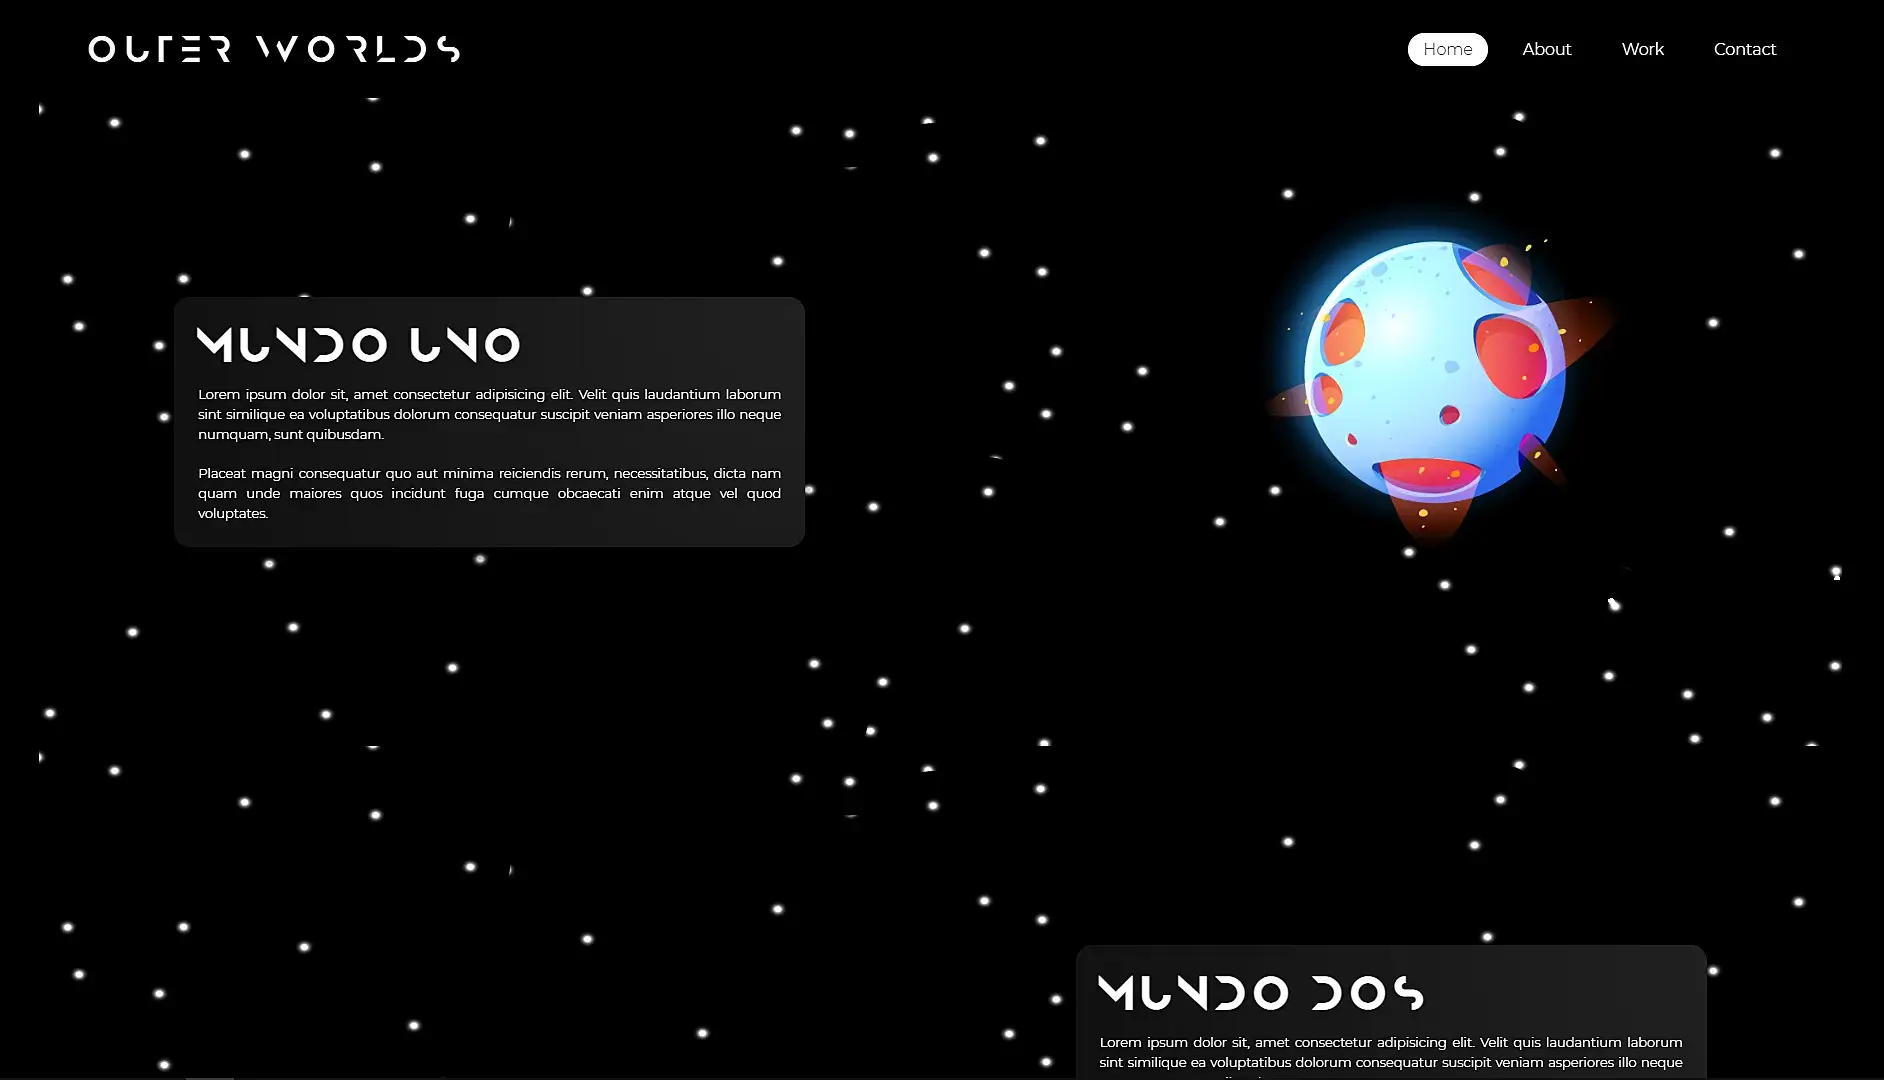 OUTER WORLDS
Home About Work Contact
MUNDO UNO
Lorem ipsum dolor sit, amet consectetur adipisicing elit. Velit quis laudantium laborum
sint similique ea voluptatibus dolorum consequatur suscipit veniam asperiores illo neque
numquam, sunt quibusdam.
Placeat magni consequatur quo aut minima reiciendis rerum, necessitatibus, dicta nam
quam unde maiores quos incidunt fuga cumque obcaecati enim atque vel quod
voluptates.
MUNDO DOS
Lorem ipsum dolor sit, amet consectetur adipisicing elit. Velit quis laudantium laborum
sint similique ea voluptatibus dolorum consequatur suscipit veniam asperiores illo neque